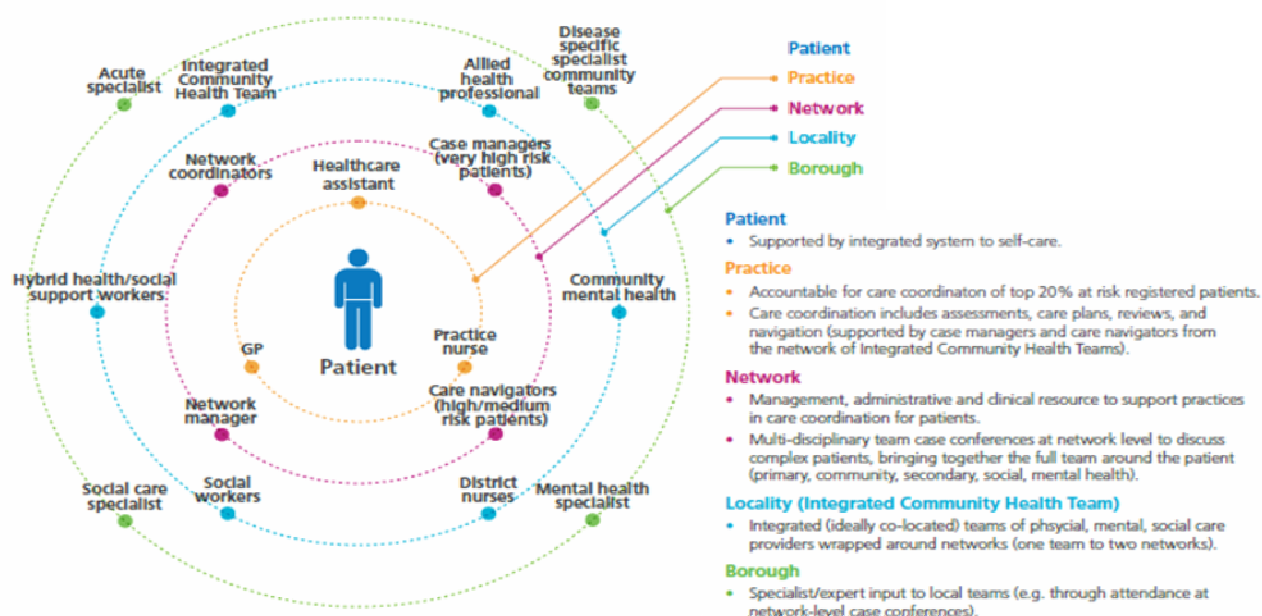 Disease
specific
specialist
community
teams
Acute
specialist
Integrated
Community
Health Team
Allied
health
professional
Network
coordinators
Healthcare
assistant
Case managers
(very high risk
patients)
Hybrid health/social
support workers
Community
mental health
GP
Patient
Practice
nurse
Network
manager
Care navigators
(high/medium
risk patients)
Social care
specialist
Social
workers
District
nurses
Mental health
specialist
Patient
Practice
Network
Locality
Borough
Patient
• Supported by integrated system to self-care.
Practice
• Accountable for care coordinaton of top 20% at risk registered patients.
• Care coordination includes assessments, care plans, reviews, and
navigation (supported by case managers and care navigators from
the network of Integrated Community Health Teams).
Network
• Management, administrative and clinical resource to support practices
in care coordination for patients.
• Multi-disciplinary team case conferences at network level to discuss
complex patients, bringing together the full team around the patient
(primary, community, secondary, social, mental health).
Locality (Integrated Community Health Team)
• Integrated (ideally co-located) teams of phsycial, mental, social care
providers wrapped around networks (one team to two networks).
Borough
• Specialist/expert input to local teams (e.g. through attendance at
network-level case conferences).